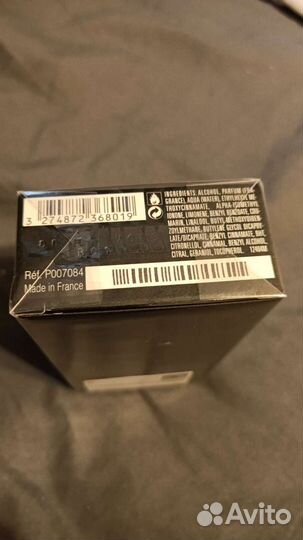 INGREDIENTS: ALCOHOL, PARFUM (FRA-
GRANCE), AQUA (WATER), ETHYLHEXYL ME-
THOXYCINNAMATE, ALPHA-ISOMETHYL
IONONE, LIMONENE, BENZYL BENZOATE, COU-
MARIN, LINALOOL, BUTYL METHOXYDIBEN-
ZOYLMETHANE, BUTYLENE GLYCOL DICAPRY-
LATE/DICAPRATE, BENZYL CINNAMATE, BHT,
CITRONELLOL, CINNAMAL, BENZYL ALCOHOL,
CITRAL, GERANIOL, TOCOPHEROL.
3 274872 368019
Réf. P007084
Made in France
Avito